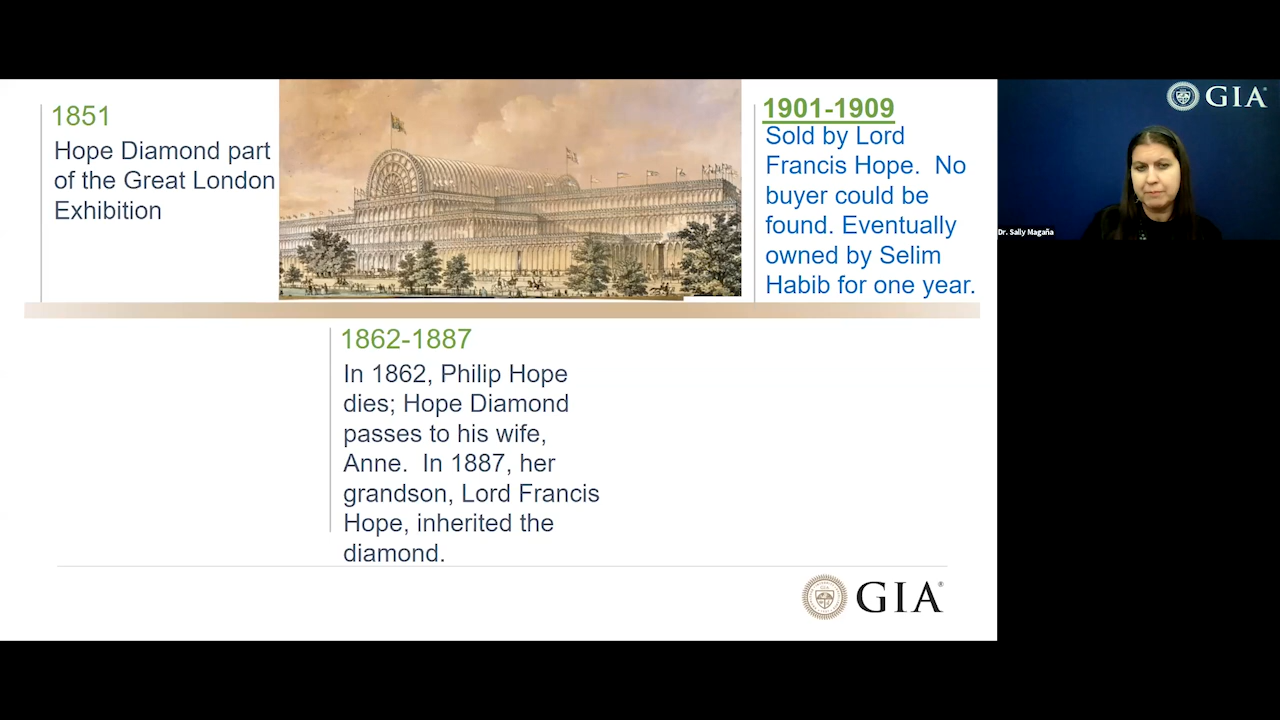 1851
Hope Diamond part
of the Great London
Exhibition
1901-1909
Sold by Lord
Francis Hope.  No
buyer could be
found. Eventually
owned by Selim
Habib for one year.
1862-1887
In 1862, Philip Hope
dies; Hope Diamond
passes to his wife,
Anne.  In 1887, her
grandson, Lord Francis
Hope, inherited the
diamond.
GIA®
GIA®
Dr. Sally Magaña